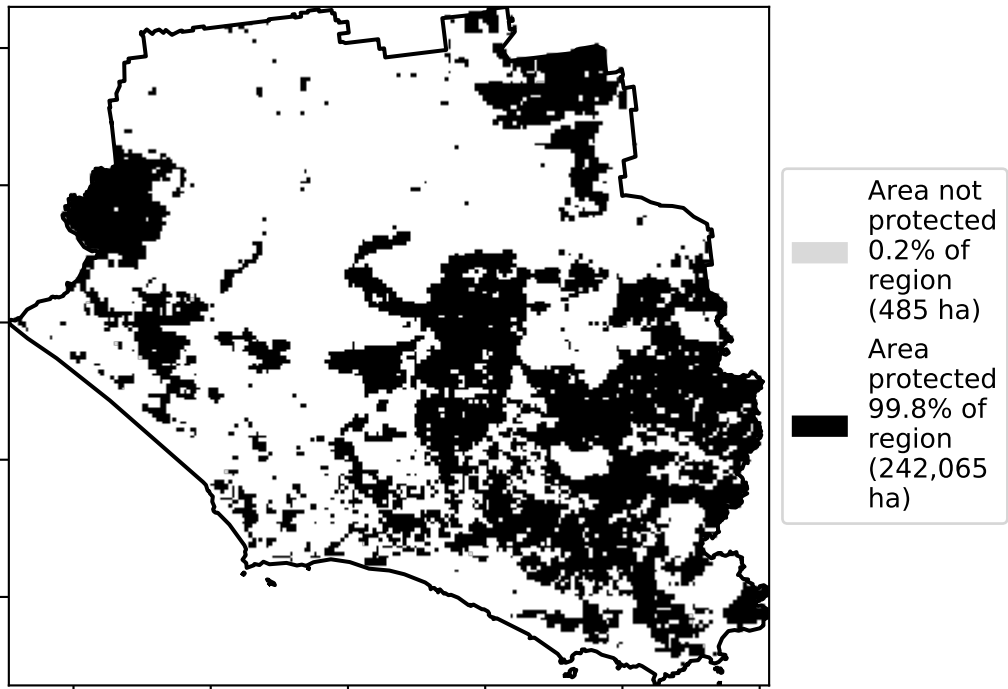 Area not
protected
0.2% of
region
(485 ha)
Area
protected
99.8% of
region
(242,065
ha)